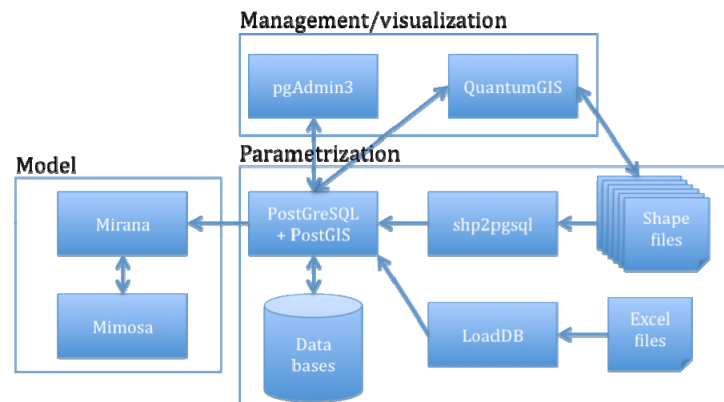 Management/visualization
pgAdmin3
QuantumGIS
Parametrization
Model
Mirana
PostGreSQL
+ PostGIS
shp2pgsql
Shape
files
Mimosa
Data
bases
LoadDB
Excel
files